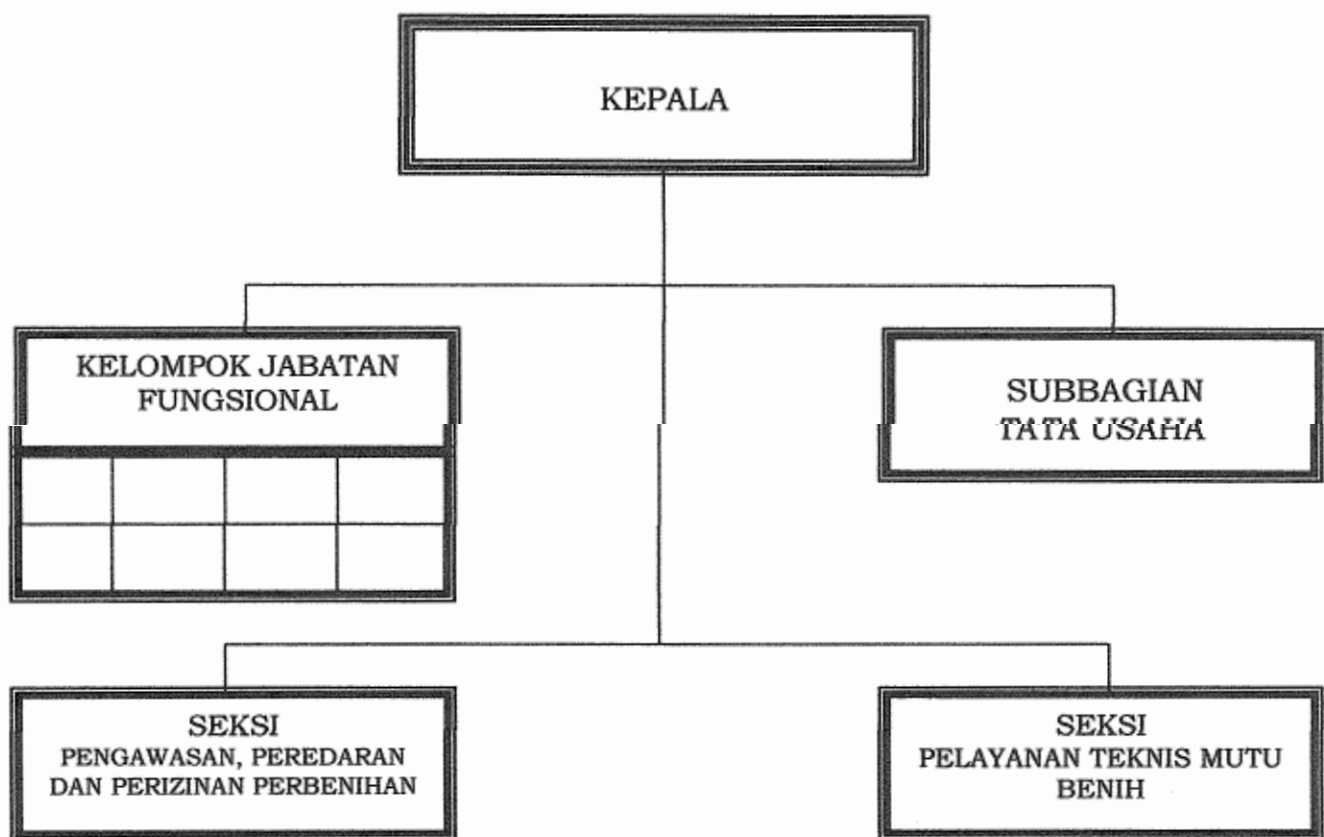 KEPALA
KELOMPOK JABATAN
FUNGSIONAL
SUBBAGIAN
TATA USAHA
SEKSI
PENGAWASAN, PEREDARAN
DAN PERIZINAN PERBENIHAN
SEKSI
PELAYANAN TEKNIS MUTU
BENIH